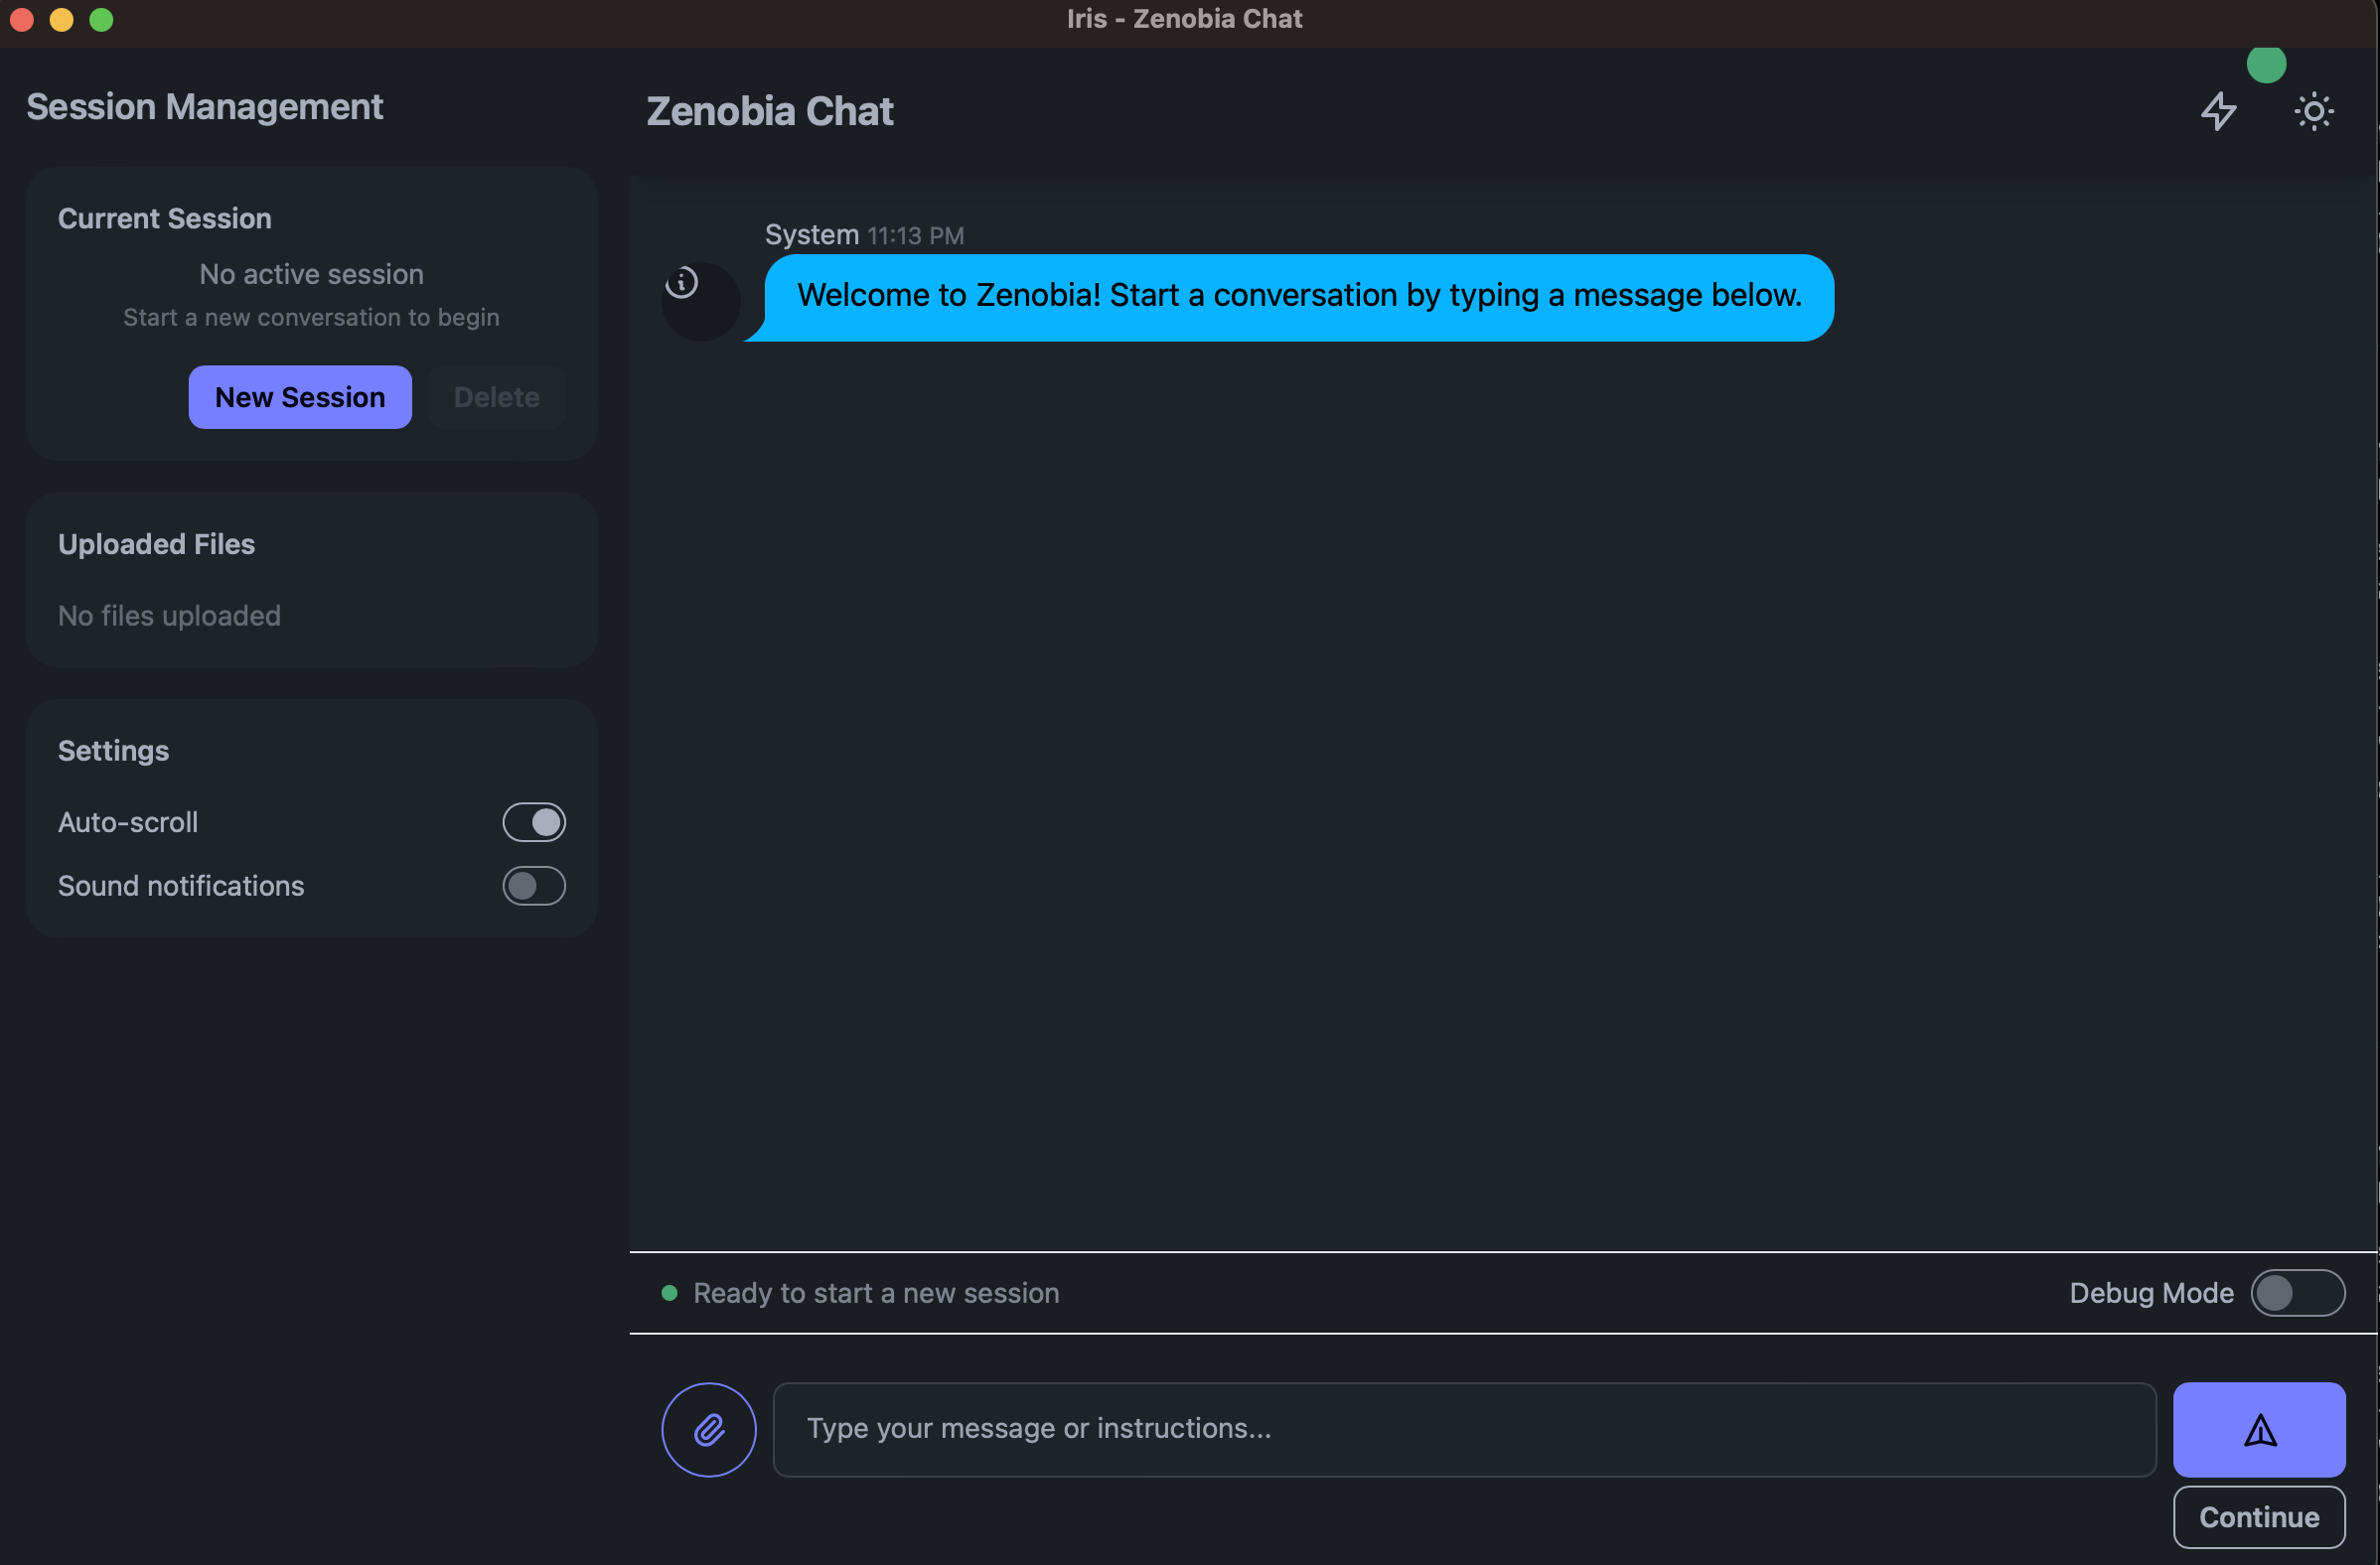 Iris - Zenobia Chat
Session Management
Current Session
No active session
Start a new conversation to begin
New Session
Delete
Uploaded Files
No files uploaded
Settings
Auto-scroll
Sound notifications
Zenobia Chat
System 11:13 PM
Welcome to Zenobia! Start a conversation by typing a message below.
Ready to start a new session
Debug Mode
Type your message or instructions...
Continue